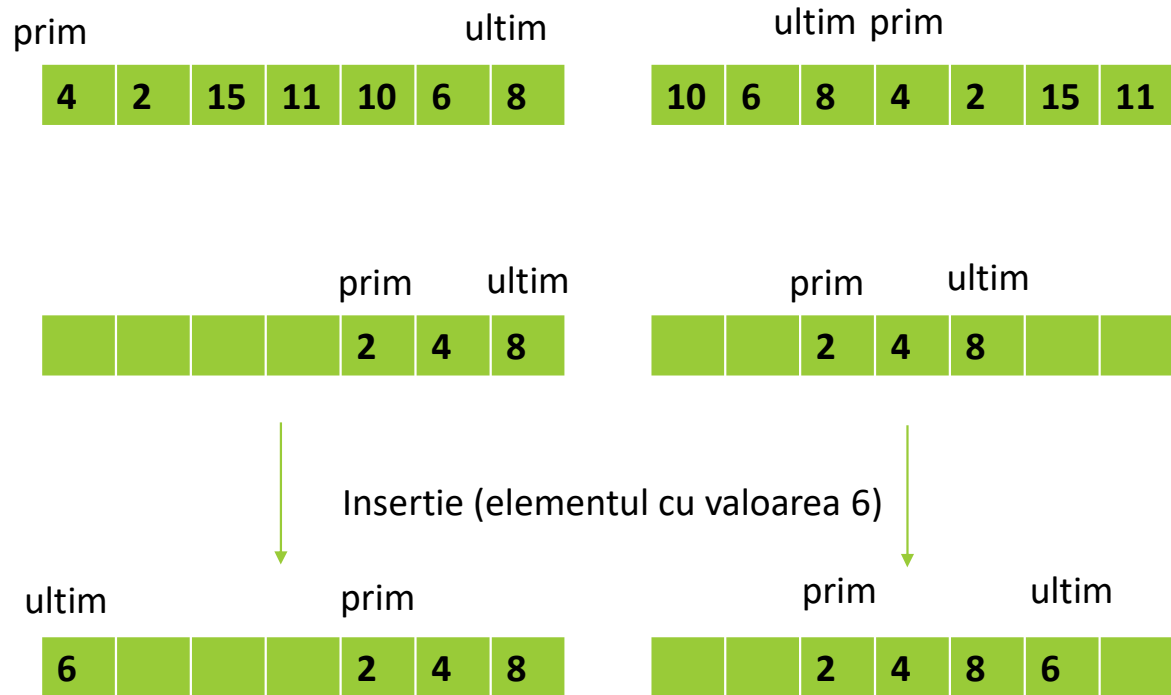 prim ultim ultim prim
4 2 15 11 10 6 8 10 6 8 4 2 15 11
prim ultim prim ultim
2 4 8 2 4 8
Insertie (elementul cu valoarea 6)
ultim prim prim ultim
6 2 4 8 2 4 8 6